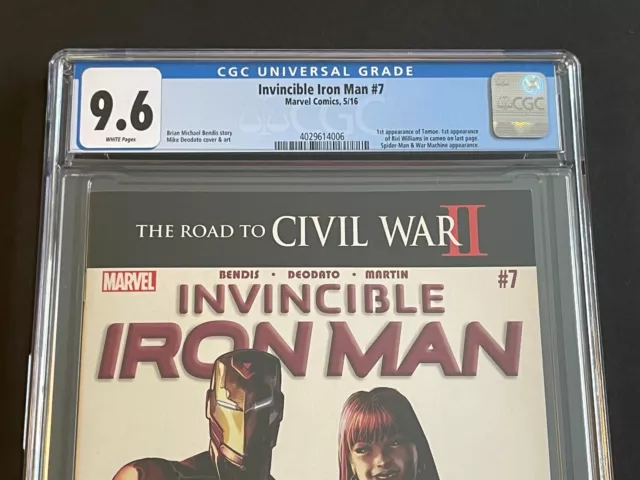 CGC UNIVERSAL GRADE
9.6
WHITE Pages
Invincible Iron Man #7
Marvel Comics, 5/16
Brian Michael Bendis story
Mike Deodato cover & art
4029614006
1st appearance of Tomoe. 1st appearance
of Riri Williams in cameo on last page.
Spider-Man & War Machine appearance.
CGC
THE ROAD TO CIVIL WAR II
BENDIS • DEODATO • MARTIN
MARVEL
#7
INVINCIBLE
IRON MAN